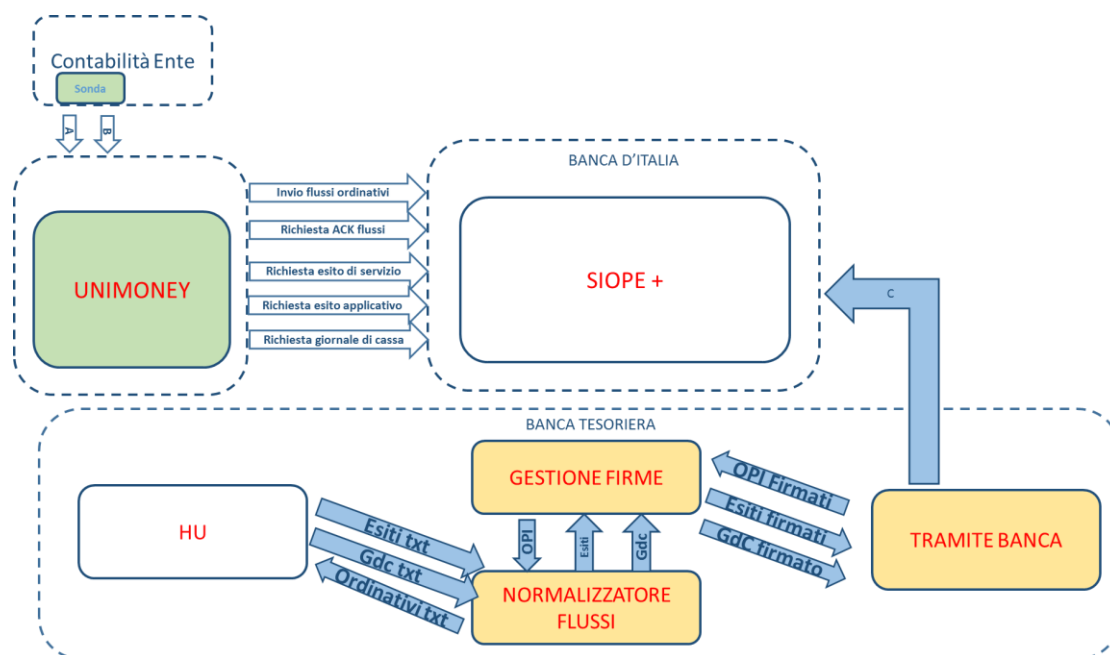 Contabilità Ente
Sonda
A
B
BANCA D'ITALIA
Invio flussi ordinativi
Richiesta ACK flussi
Richiesta esito di servizio
Richiesta esito applicativo
Richiesta giornale di cassa
UNIMONEY
SIOPE +
C
BANCA TESORIERA
HU
Esiti txt
Gdc txt
Ordinativi txt
GESTIONE FIRME
OPI
Esiti
Gdc
NORMALIZZATORE
FLUSSI
OPI Firmati
Esiti firmati
GdC firmato
TRAMITE BANCA